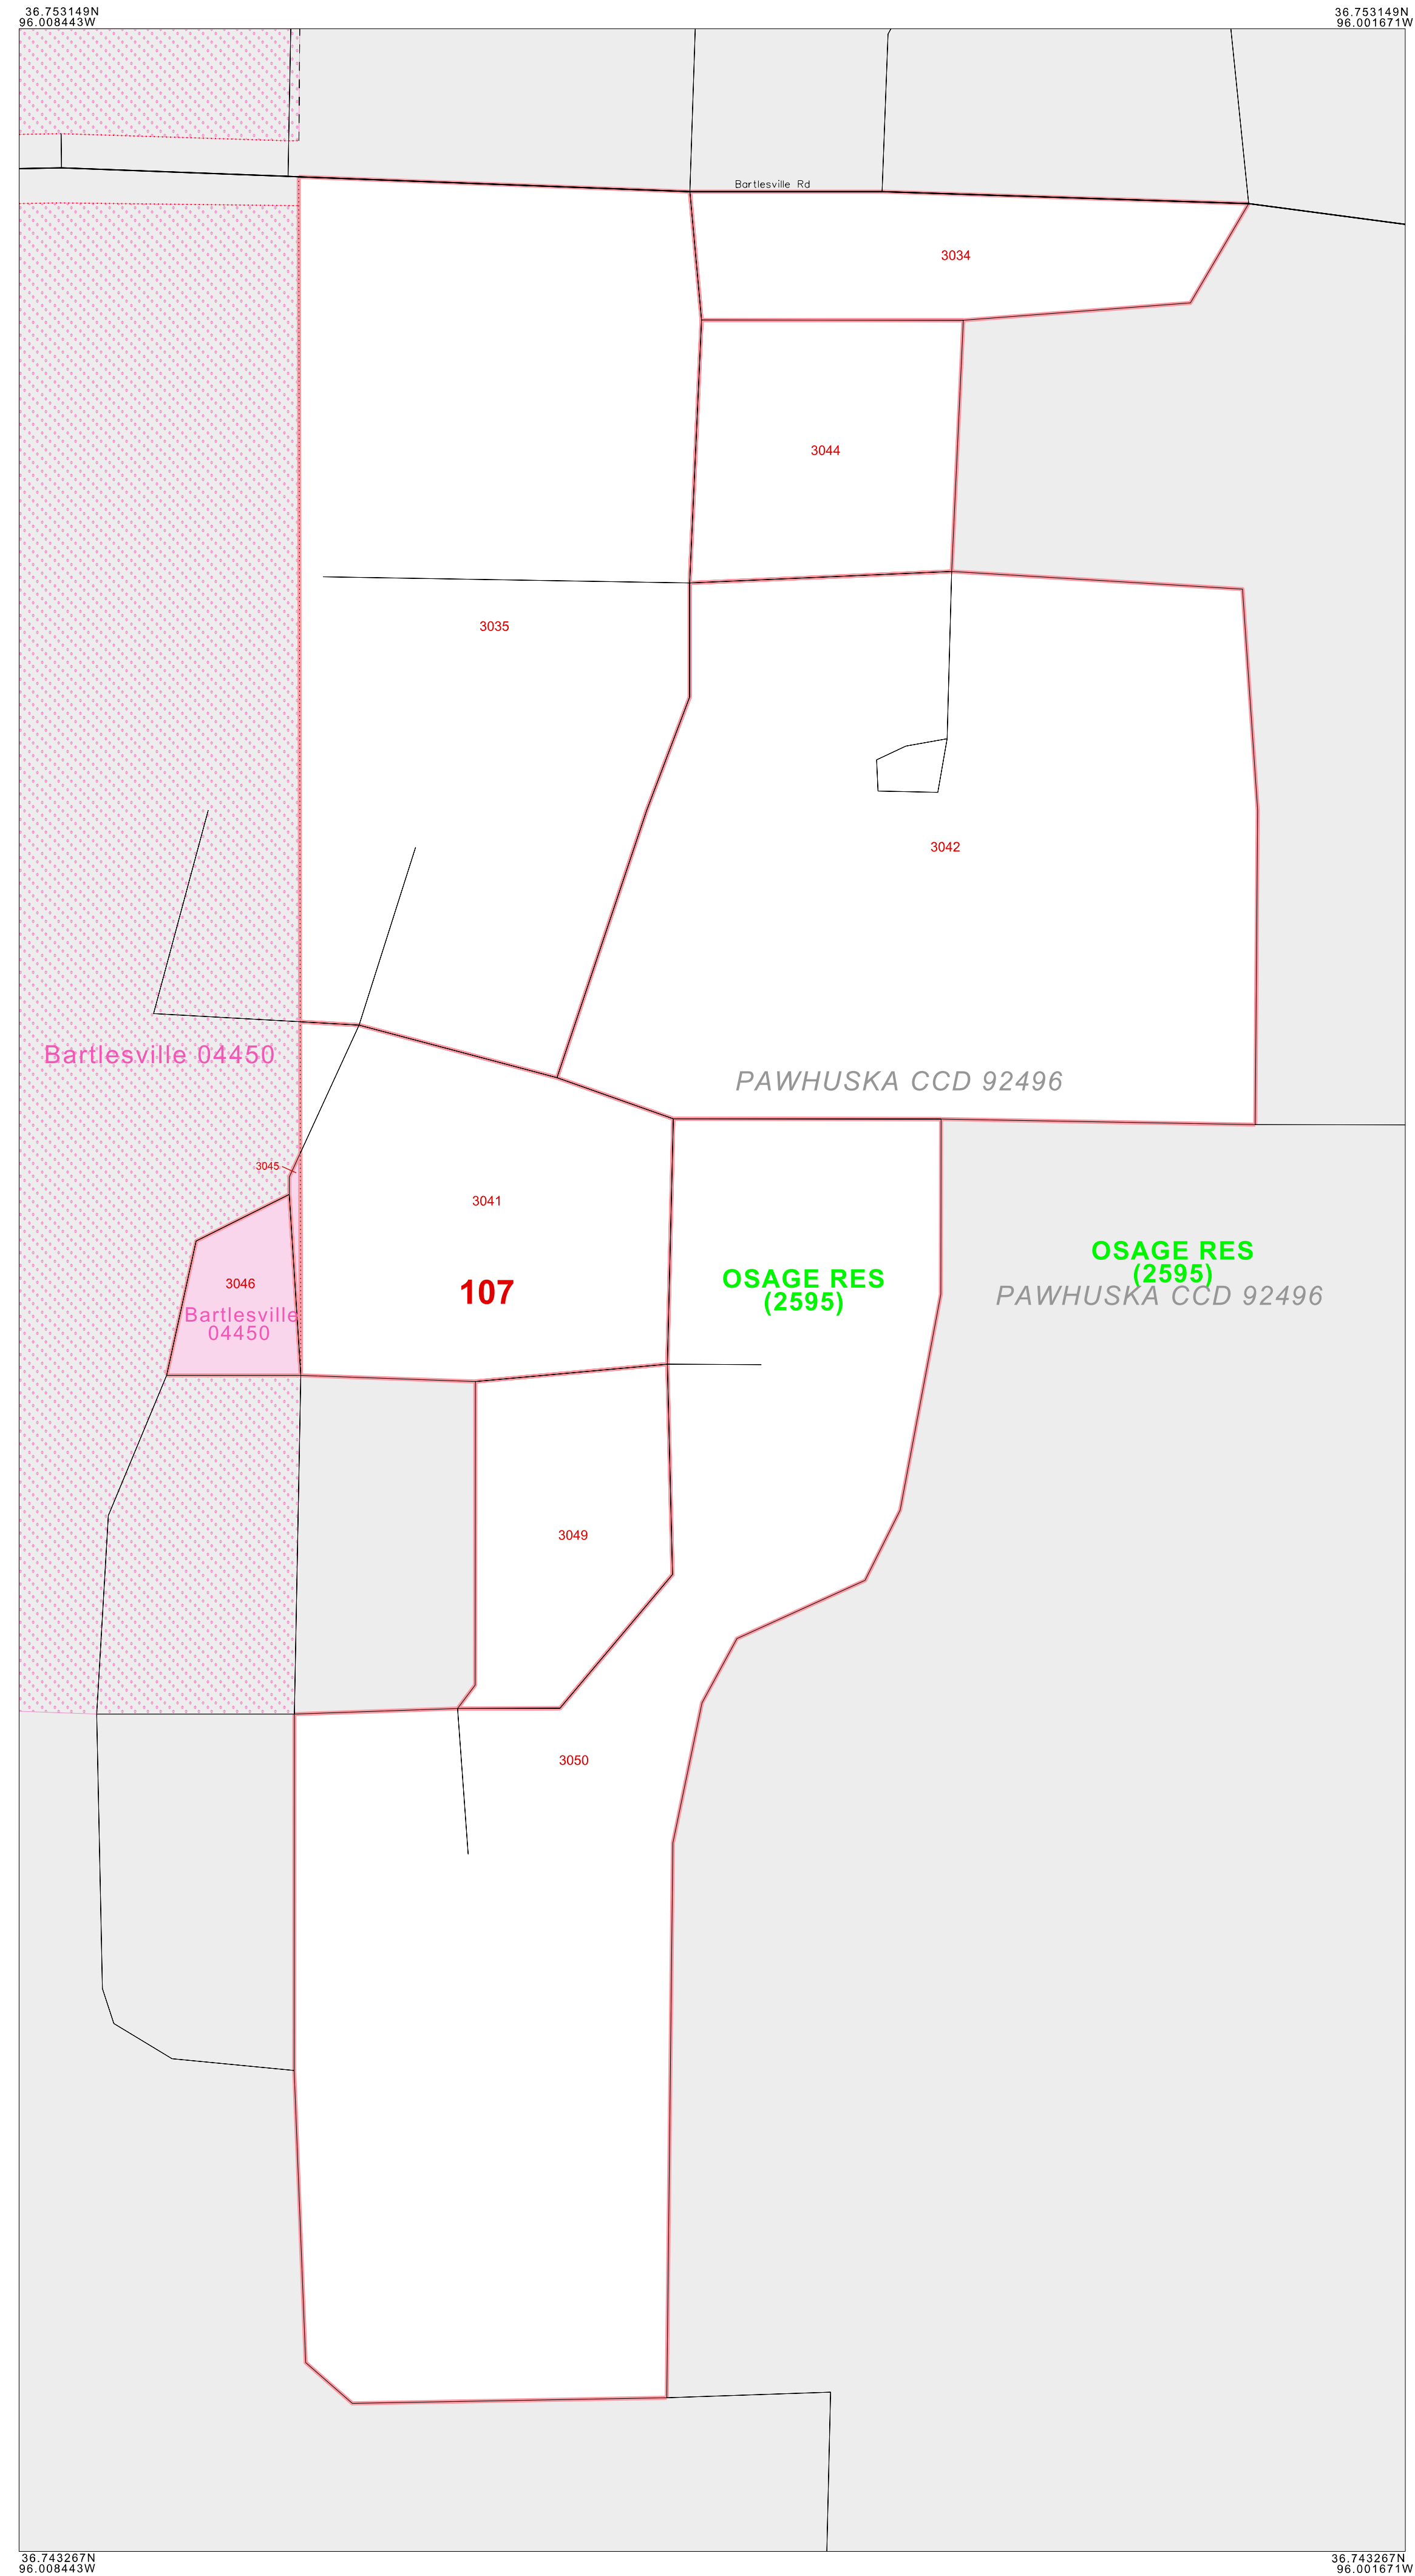 36.753149N
96.008443W
36.753149N
96.001671W
Bartlesville Rd
3034
3044
3035
3042
Bartlesville 04450
PAWHUSKA CCD 92496
3045
3041
3046
Bartlesville
04450
107
OSAGE RES
(2595)
OSAGE RES
(2595)
PAWHUSKA CCD 92496
3049
3050
36.743267N
96.008443W
36.743267N
96.001671W